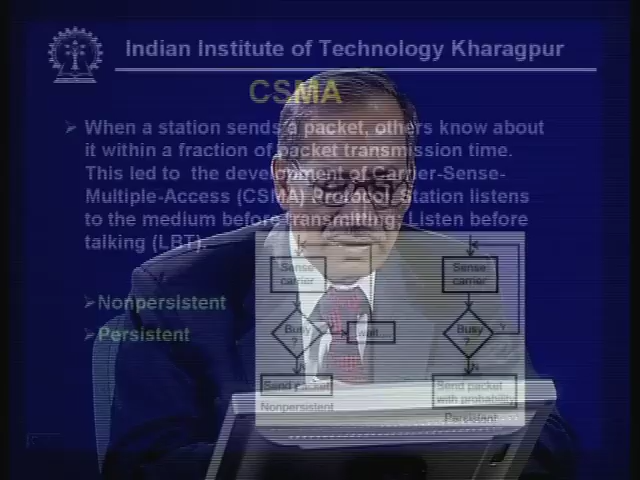 Indian Institute of Technology Kharagpur
CSMA
When a station sends a packet, others know about
it within a fraction of packet transmission time.
This led to the development of Carrier-Sense-
Multiple-Access (CSMA) Protocol. Station listens
to the medium before transmitting. Listen before
talking (LBT).
Nonpersistent
Persistent
Sense
carrier
Busy
?
Y
wait...
N
Send packet
Nonpersistent
Sense
carrier
Busy
?
Y
N
Send packet
with probability
Persistent